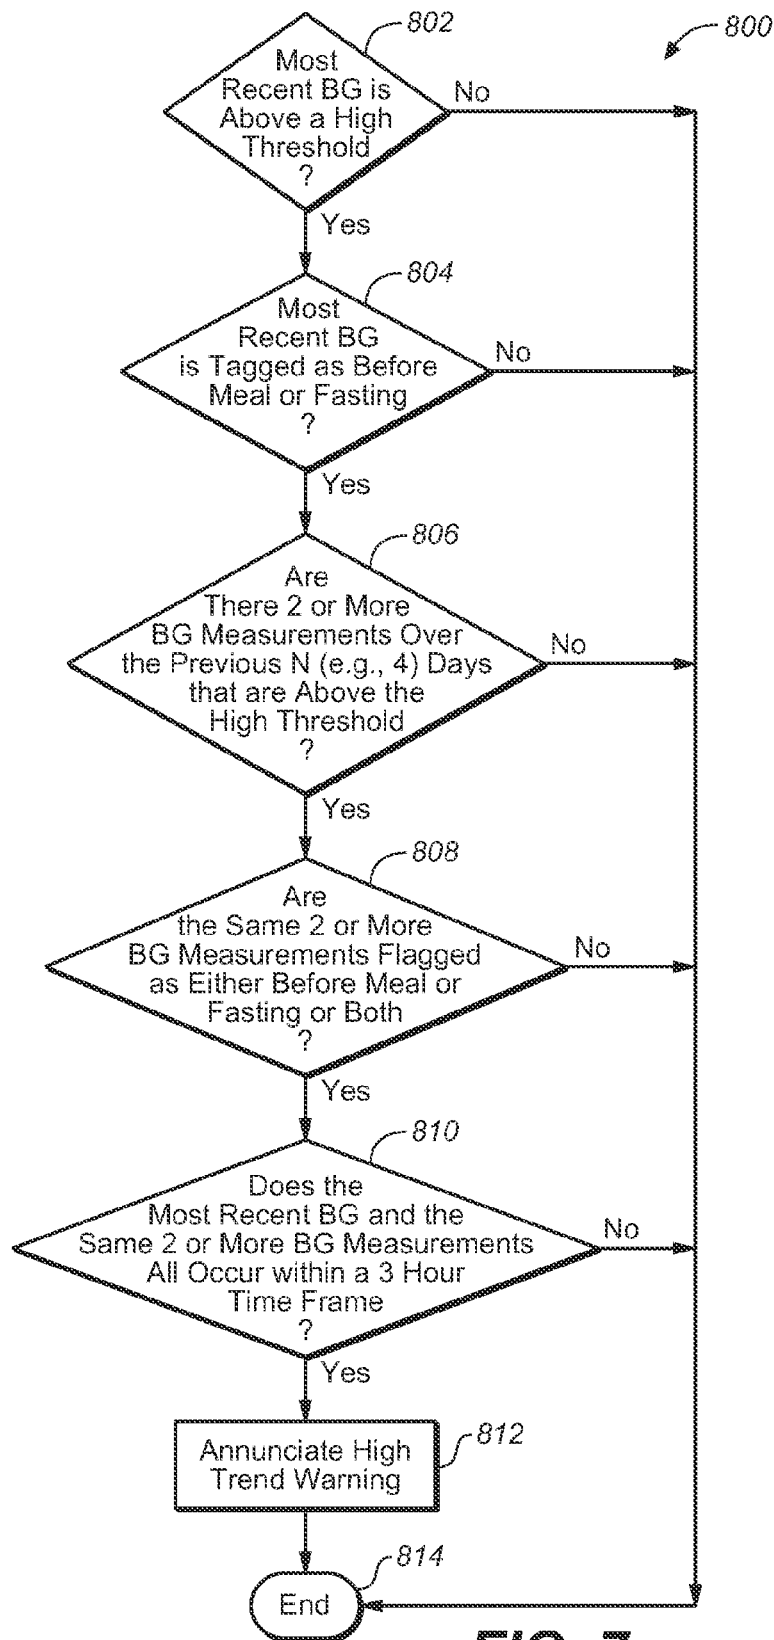 802
800
Most
Recent BG is
Above a High
Threshold
?
No
Yes
804
Most
Recent BG
is Tagged as Before
Meal or Fasting
?
No
Yes
806
Are
There 2 or More
BG Measurements Over
the Previous N (e.g., 4) Days
that are Above the
High Threshold
?
No
Yes
808
Are
the Same 2 or More
BG Measurements Flagged
as Either Before Meal or
Fasting or Both
?
No
Yes
810
Does the
Most Recent BG and the
Same 2 or More BG Measurements
All Occur within a 3 Hour
Time Frame
?
No
Yes
812
Annunciate High
Trend Warning
814
End